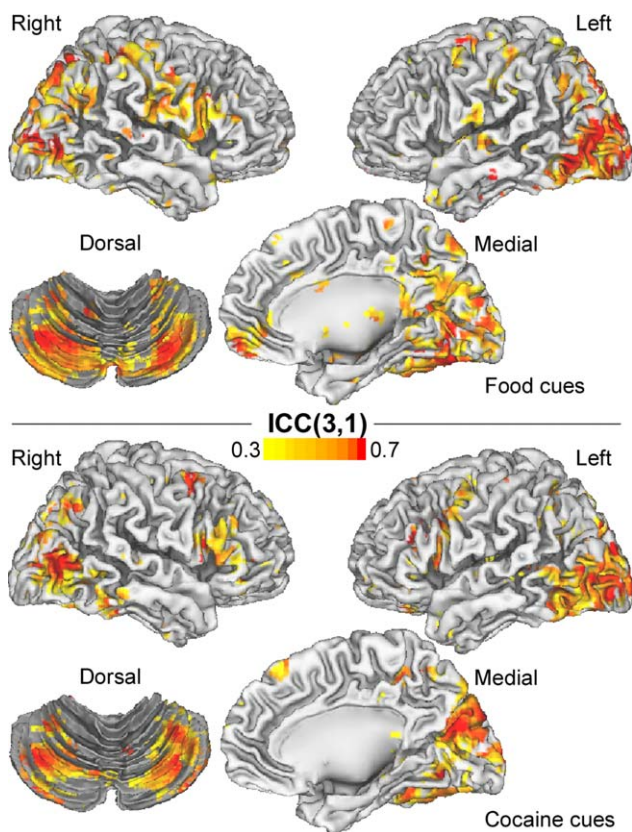 Right Left
Dorsal Medial
Food cues
ICC(3,1)
0.3 0.7
Right Left
Dorsal Medial
Cocaine cues